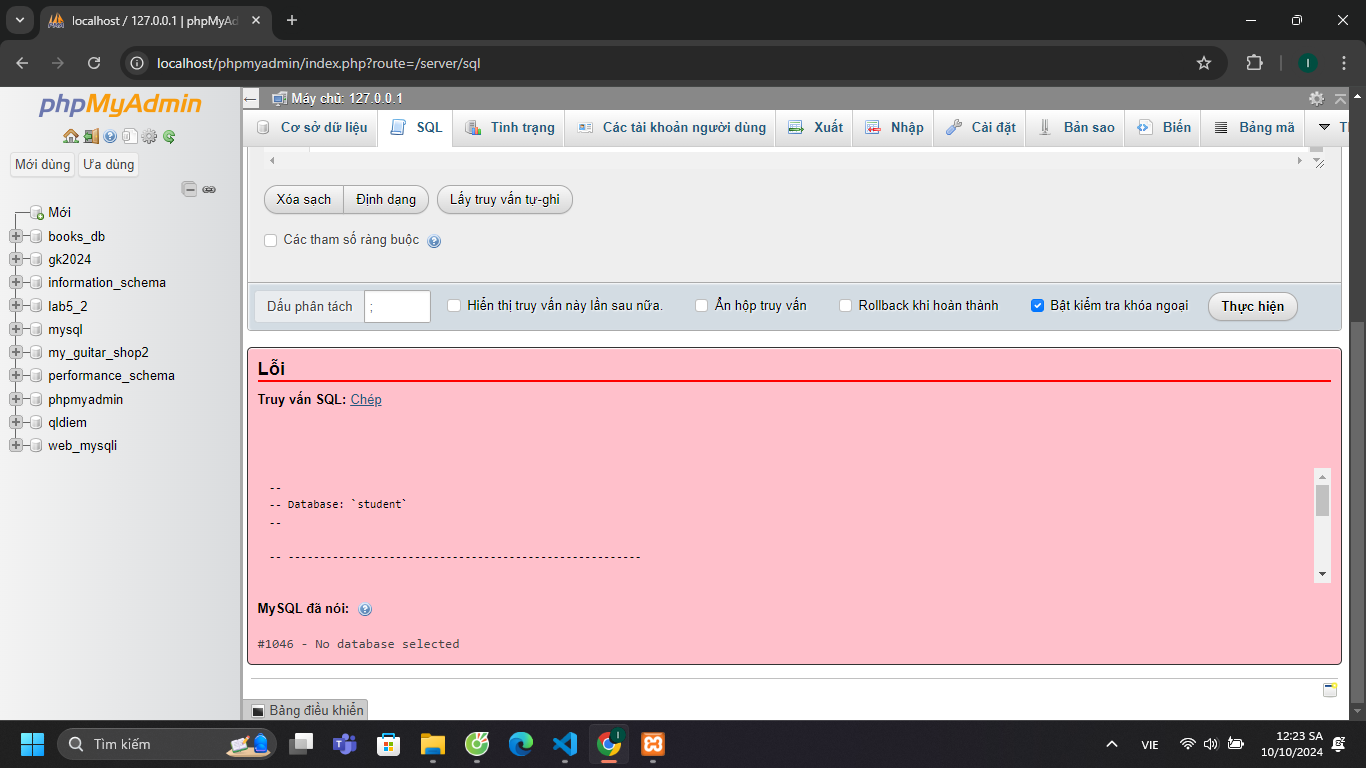 localhost / 127.0.0.1 | phpMyAd
localhost/phpmyadmin/index.php?route=/server/sql
I
phpMyAdmin
Mới dùng
Ưa dùng
Mới
books_db
gk2024
information_schema
lab5_2
mysql
my_guitar_shop2
performance_schema
phpmyadmin
qldiem
web_mysqli
Máy chủ: 127.0.0.1
Cơ sở dữ liệu
SQL
Tình trạng
Các tài khoản người dùng
Xuất
Nhập
Cài đặt
Bản sao
Biến
Bảng mã
Xóa sạch
Định dạng
Lấy truy vấn tự-ghi
Các tham số ràng buộc
Dấu phân tách
;
Hiển thị truy vấn này lần sau nữa.
Ẩn hộp truy vấn
Rollback khi hoàn thành
Bật kiểm tra khóa ngoại
Thực hiện
Lỗi
Truy vấn SQL: Chép
--
-- Database: `student`
--
-- --------------------------------------------------------
MySQL đã nói:
#1046 - No database selected
Bảng điều khiển
Tìm kiếm
I
VIE
12:23 SA
10/10/2024